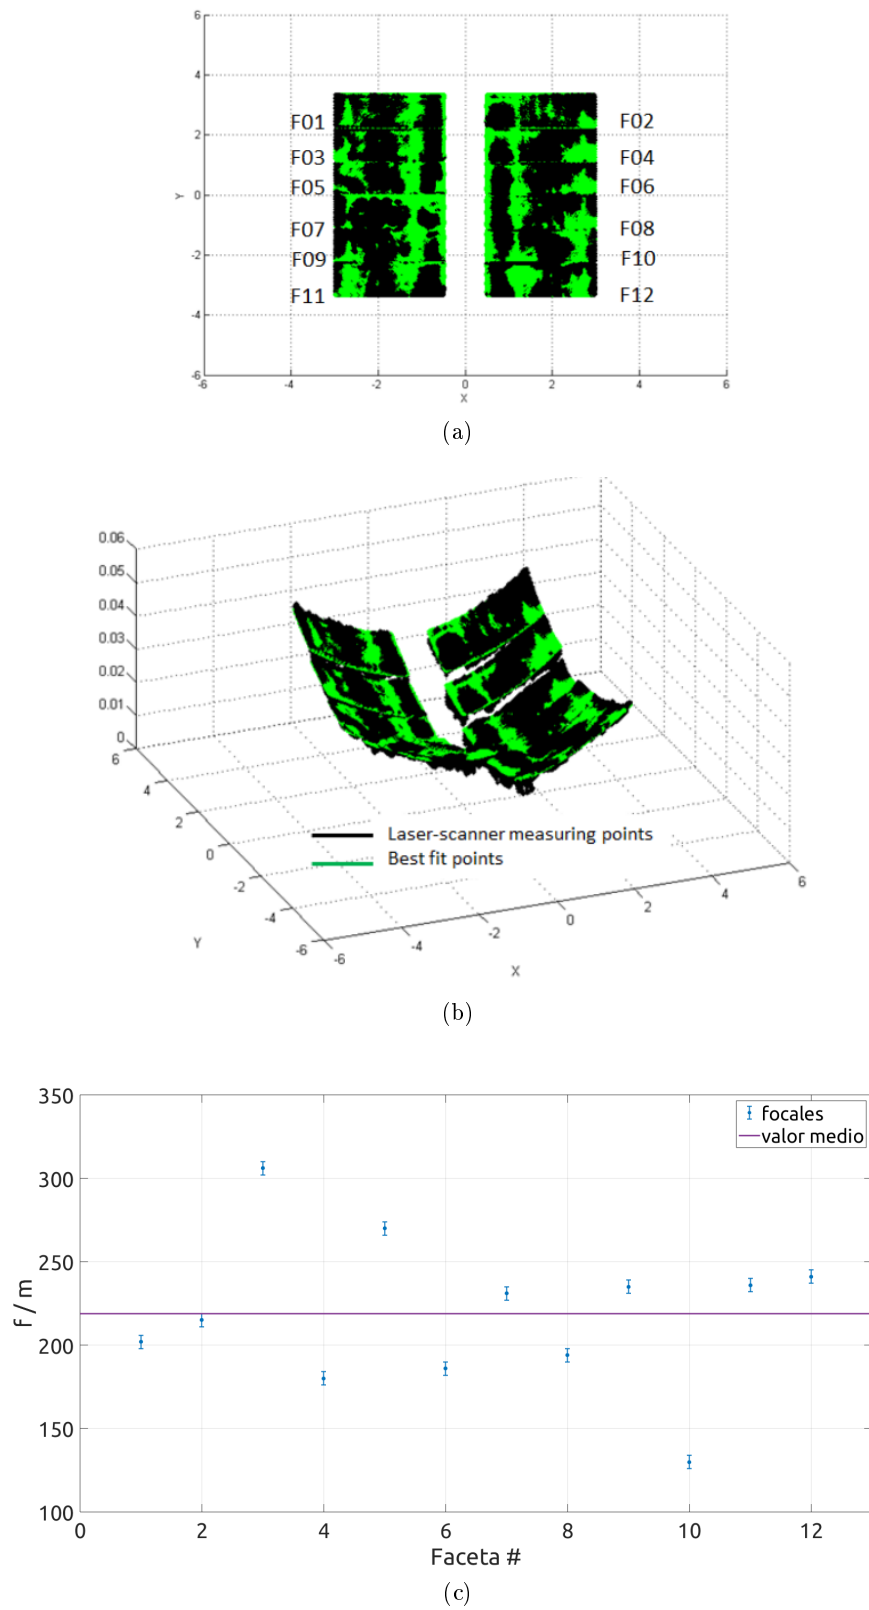 6
4
F01 F02
2
F03 F04
F05 F06
Y 0
F07 F08
-2
F09 F10
F11 F12
-4
-6
-6 -4 -2 0 2 4 6
X
(a)
0.06
0.05
0.04
0.03
0.02
0.01
0
6
4
2
0
-2
-4
-6
Y
Laser-scanner measuring points
Best fit points
-6 -4 -2 0 2 4 6
X
(b)
350
300
250
200
150
100
f / m
focales
valor medio
0 2 4 6 8 10 12
Faceta #
(c)